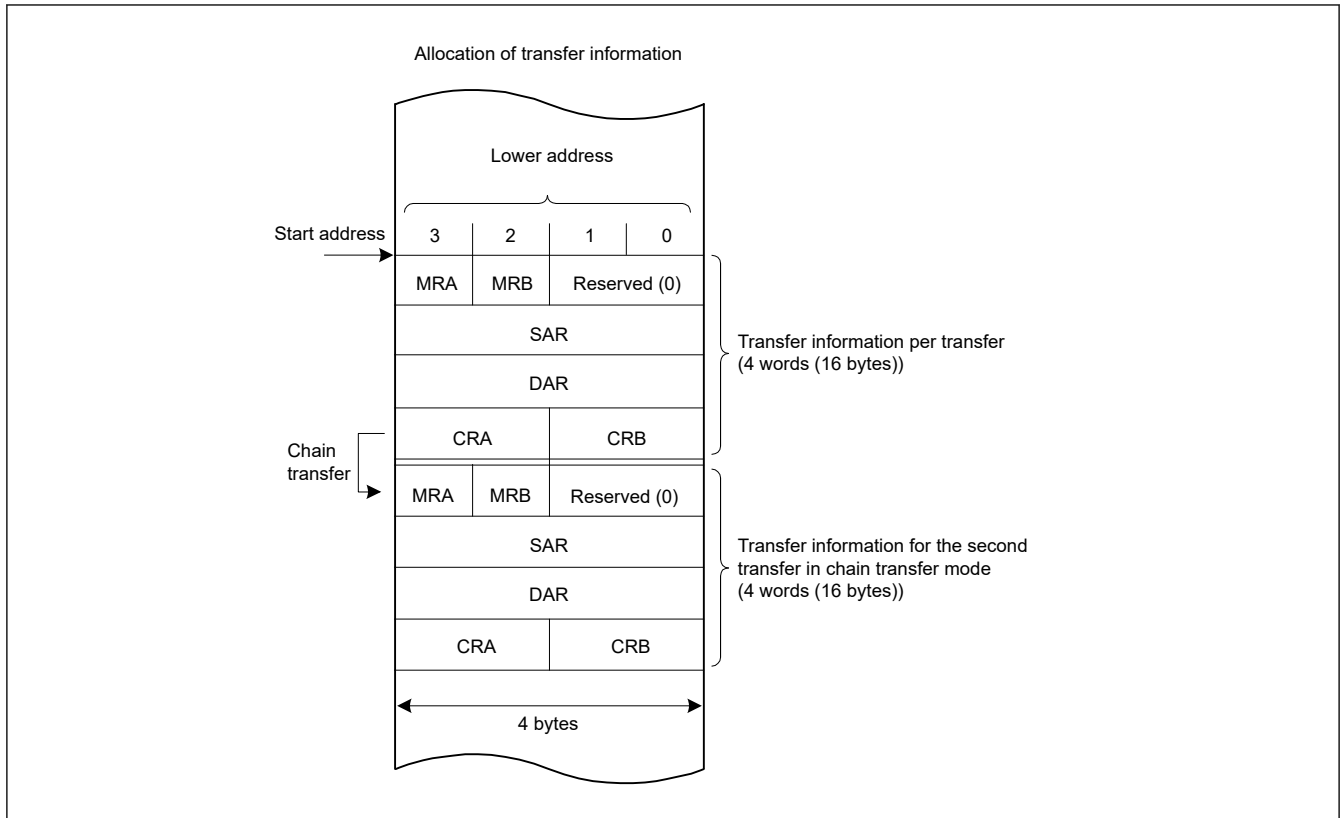 Allocation of transfer information
Lower address
Start address
3 2 1 0
MRA MRB Reserved (0)
SAR
Transfer information per transfer
(4 words (16 bytes))
DAR
CRA CRB
Chain
transfer
MRA MRB Reserved (0)
SAR
Transfer information for the second
transfer in chain transfer mode
(4 words (16 bytes))
DAR
CRA CRB
4 bytes